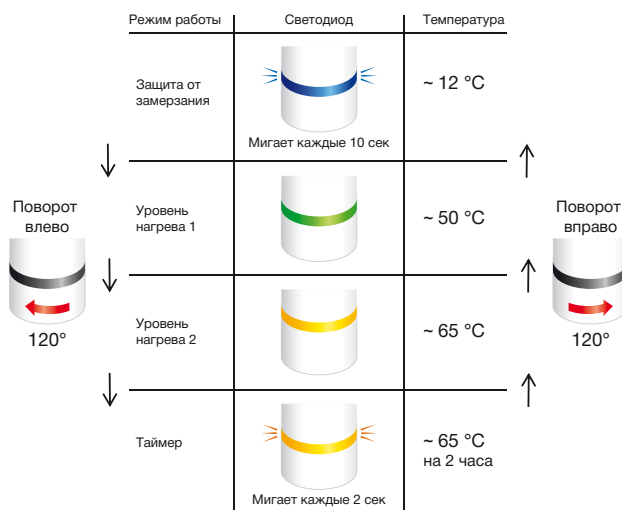 Режим работы
Светодиод
Температура
Защита от
замерзания
Мигает каждые 10 сек
~ 12 °C
Поворот
влево
120°
Уровень
нагрева 1
~ 50 °C
Поворот
вправо
120°
Уровень
нагрева 2
~ 65 °C
Таймер
Мигает каждые 2 сек
~ 65 °C
на 2 часа